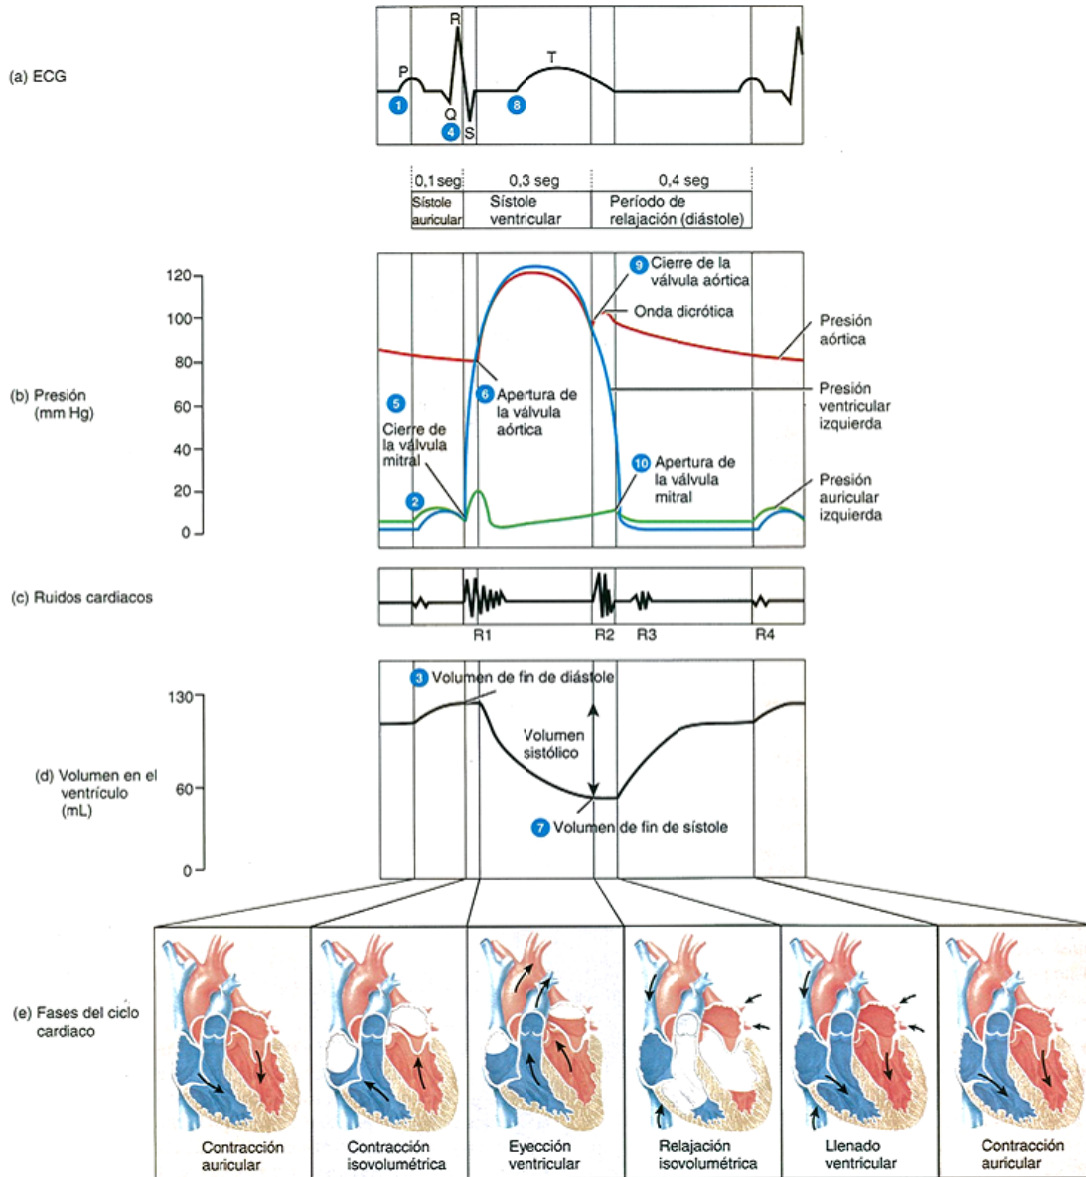 (a) ECG
R
P
T
1
8
Q
4
S
0,1 seg
0,3 seg
0,4 seg
Sístole
auricular
Sístole
ventricular
Período de
relajación (diástole)
(b) Presión
(mm Hg)
120
100
80
60
40
20
0
9 Cierre de la
válvula aórtica
Onda dicrótica
Presión
aórtica
6 Apertura de
la válvula
aórtica
Presión
ventricular
izquierda
5
Cierre de
la válvula
mitral
10 Apertura de
la válvula
mitral
2
Presión
auricular
izquierda
(c) Ruidos cardiacos
R1
R2
R3
R4
3 Volumen de fin de diástole
130
Volumen
sistólico
(d) Volumen en el
ventrículo
(mL)
60
0
7 Volumen de fin de sístole
(e) Fases del ciclo
cardiaco
Contracción
auricular
Contracción
isovolumétrica
Eyección
ventricular
Relajación
isovolumétrica
Llenado
ventricular
Contracción
auricular